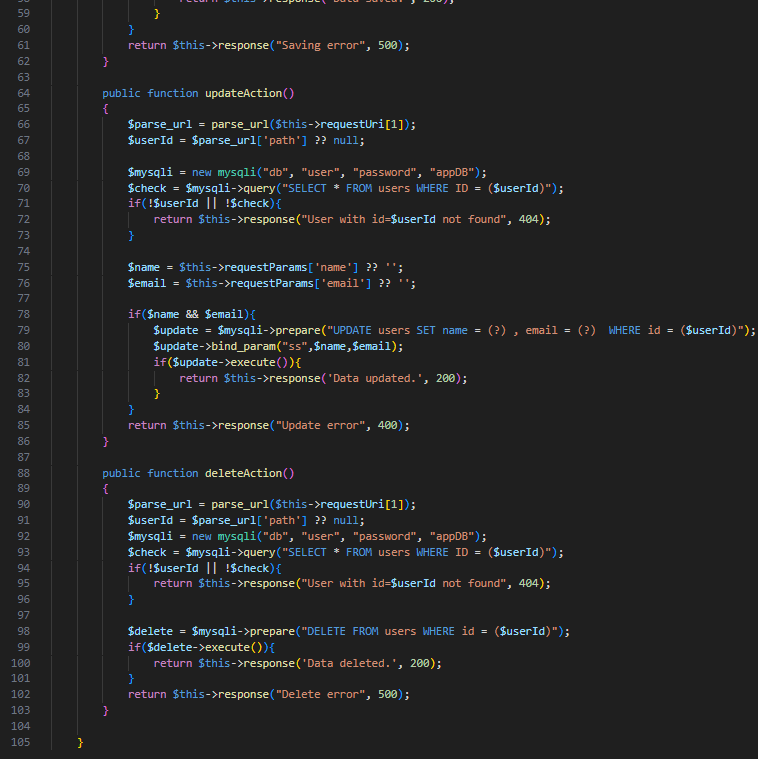 59 }
60 }
61 return $this->response("Saving error", 500);
62 }
63
64 public function updateAction()
65 {
66 $parse_url = parse_url($this->requestUri[1]);
67 $userId = $parse_url['path'] ?? null;
68
69 $mysqli = new mysqli("db", "user", "password", "appDB");
70 $check = $mysqli->query("SELECT * FROM users WHERE ID = ($userId)");
71 if(!$userId || !$check){
72 return $this->response("User with id=$userId not found", 404);
73 }
74
75 $name = $this->requestParams['name'] ?? '';
76 $email = $this->requestParams['email'] ?? '';
77
78 if($name && $email){
79 $update = $mysqli->prepare("UPDATE users SET name = (?) , email = (?)  WHERE id = ($userId)");
80 $update->bind_param("ss",$name,$email);
81 if($update->execute()){
82 return $this->response('Data updated.', 200);
83 }
84 }
85 return $this->response("Update error", 400);
86 }
87
88 public function deleteAction()
89 {
90 $parse_url = parse_url($this->requestUri[1]);
91 $userId = $parse_url['path'] ?? null;
92 $mysqli = new mysqli("db", "user", "password", "appDB");
93 $check = $mysqli->query("SELECT * FROM users WHERE ID = ($userId)");
94 if(!$userId || !$check){
95 return $this->response("User with id=$userId not found", 404);
96 }
97
98 $delete = $mysqli->prepare("DELETE FROM users WHERE id = ($userId)");
99 if($delete->execute()){
100 return $this->response('Data deleted.', 200);
101 }
102 return $this->response("Delete error", 500);
103 }
104
105 }